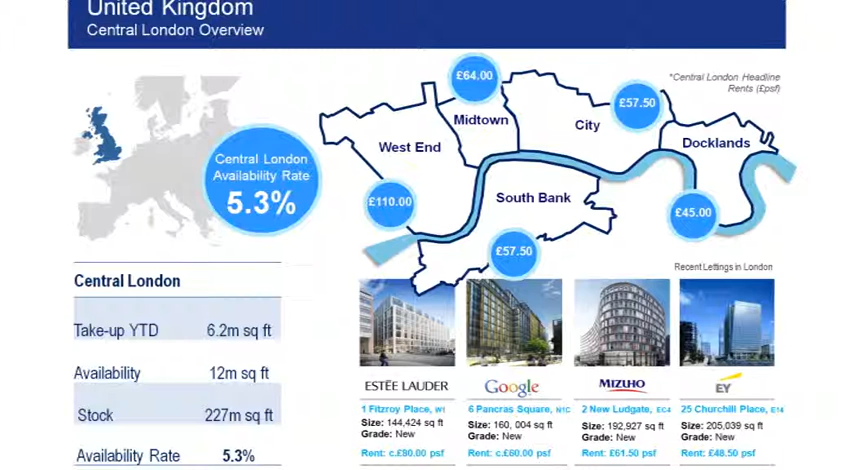 United Kingdom
Central London Overview
*Central London Headline
Rents (£psf)
£64.00
£57.50
Midtown
City
West End
Docklands
Central London
Availability Rate
5.3%
£110.00
South Bank
£45.00
£57.50
Recent Lettings in London
Central London
Take-up YTD 6.2m sq ft
Availability 12m sq ft
Stock 227m sq ft
Availability Rate 5.3%
ESTĒE LAUDER
1 Fitzroy Place, W1
Size: 144,424 sq ft
Grade: New
Rent: c.£80.00 psf
Google
6 Pancras Square, N1C
Size: 160, 004 sq ft
Grade: New
Rent: c.£60.00 psf
MIZUHO
2 New Ludgate, EC4
Size: 192,927 sq ft
Grade: New
Rent: £61.50 psf
EY
25 Churchill Place, E14
Size: 205,039 sq ft
Grade: New
Rent: £48.50 psf